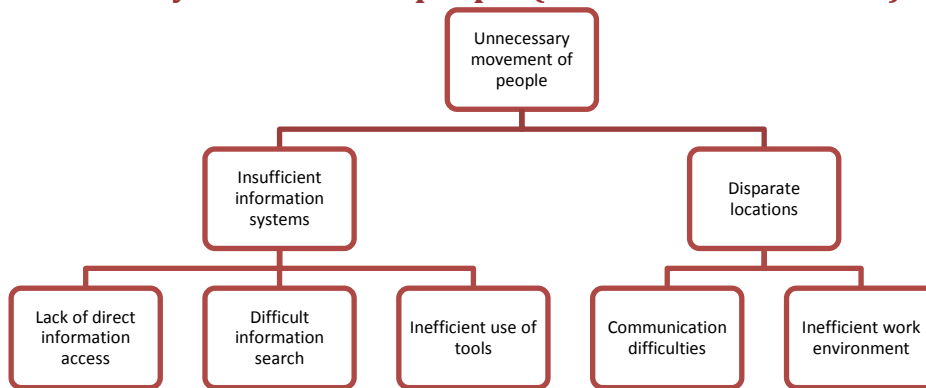 Unnecessary
movement of
people
Insufficient
information
systems
Disparate
locations
Lack of direct
information
access
Difficult
information
search
Inefficient use of
tools
Communication
difficulties
Inefficient work
environment